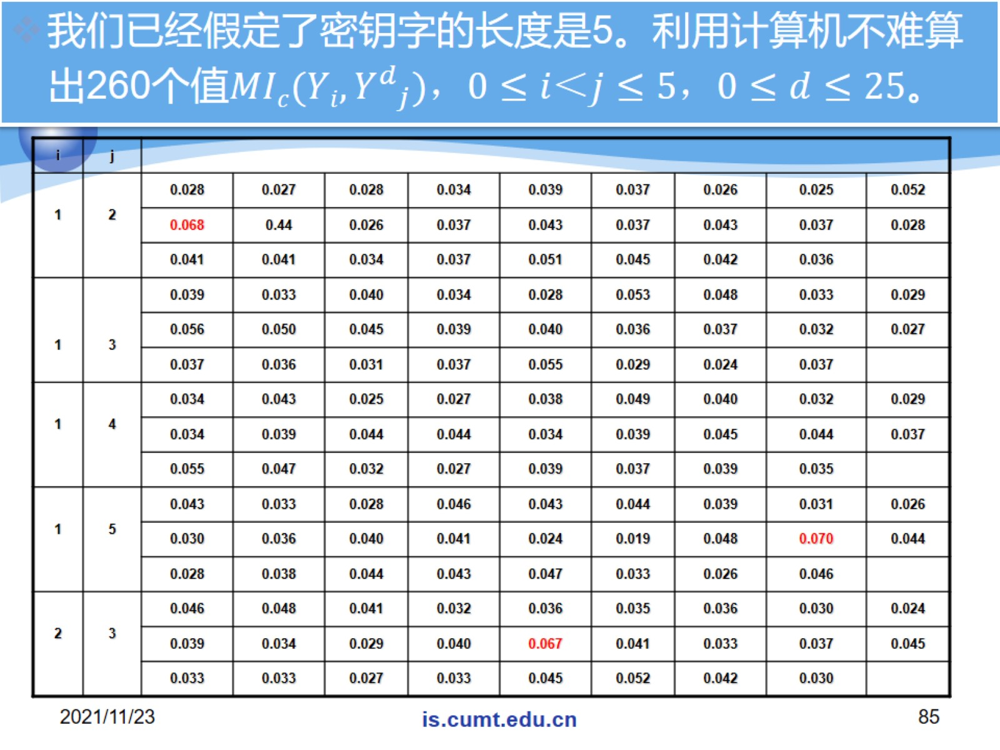 我们已经假定了密钥字的长度是5。利用计算机不难算
出260个值MI_c(Y_i, Y^d_j)，0 ≤ i＜j ≤ 5，0 ≤ d ≤ 25。
i j
0.028 0.027 0.028 0.034 0.039 0.037 0.026 0.025 0.052
1 2 0.068 0.44 0.026 0.037 0.043 0.037 0.043 0.037 0.028
0.041 0.041 0.034 0.037 0.051 0.045 0.042 0.036
0.039 0.033 0.040 0.034 0.028 0.053 0.048 0.033 0.029
1 3 0.056 0.050 0.045 0.039 0.040 0.036 0.037 0.032 0.027
0.037 0.036 0.031 0.037 0.055 0.029 0.024 0.037
0.034 0.043 0.025 0.027 0.038 0.049 0.040 0.032 0.029
1 4 0.034 0.039 0.044 0.044 0.034 0.039 0.045 0.044 0.037
0.055 0.047 0.032 0.027 0.039 0.037 0.039 0.035
0.043 0.033 0.028 0.046 0.043 0.044 0.039 0.031 0.026
1 5 0.030 0.036 0.040 0.041 0.024 0.019 0.048 0.070 0.044
0.028 0.038 0.044 0.043 0.047 0.033 0.026 0.046
0.046 0.048 0.041 0.032 0.036 0.035 0.036 0.030 0.024
2 3 0.039 0.034 0.029 0.040 0.067 0.041 0.033 0.037 0.045
0.033 0.033 0.027 0.033 0.045 0.052 0.042 0.030
2021/11/23 is.cumt.edu.cn 85